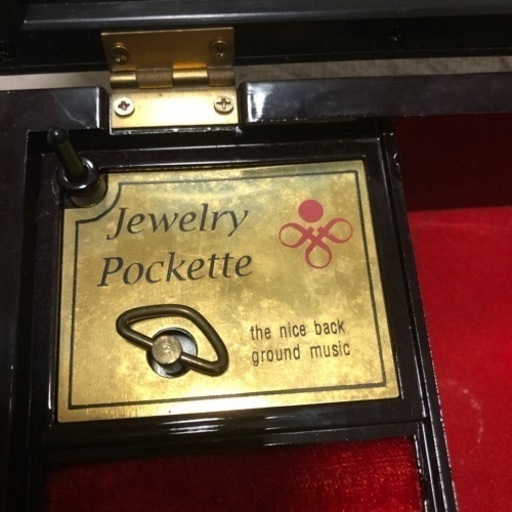 Jewelry
Pockette
the nice back
ground music